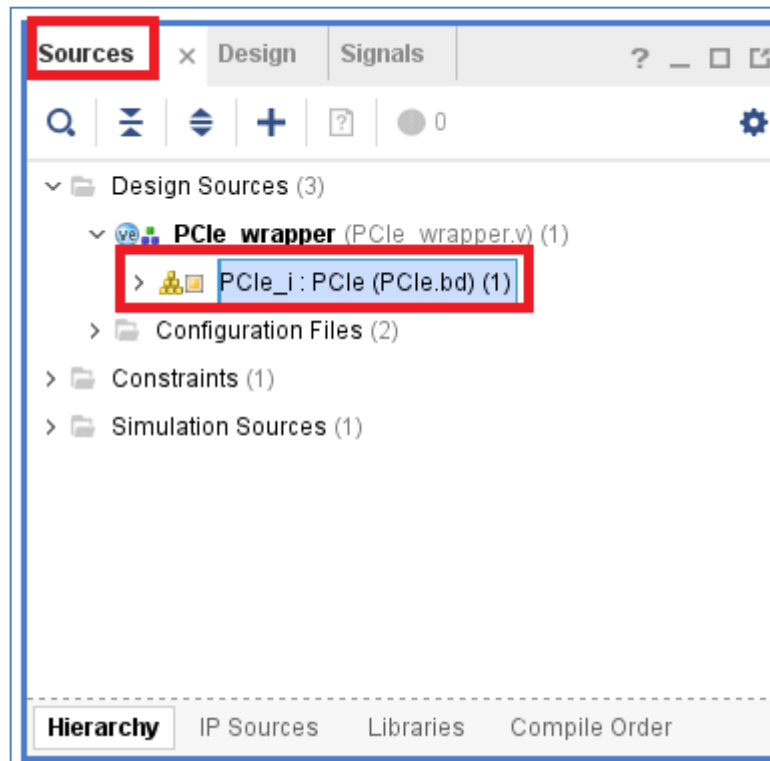 Sources × Design Signals ?
? 0
Design Sources (3)
PCIe_wrapper (PCIe_wrapper.v) (1)
PCIe_i : PCIe (PCIe.bd) (1)
Configuration Files (2)
Constraints (1)
Simulation Sources (1)
Hierarchy IP Sources Libraries Compile Order